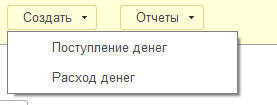 Создать Отчеты
Поступление денег
Расход денег